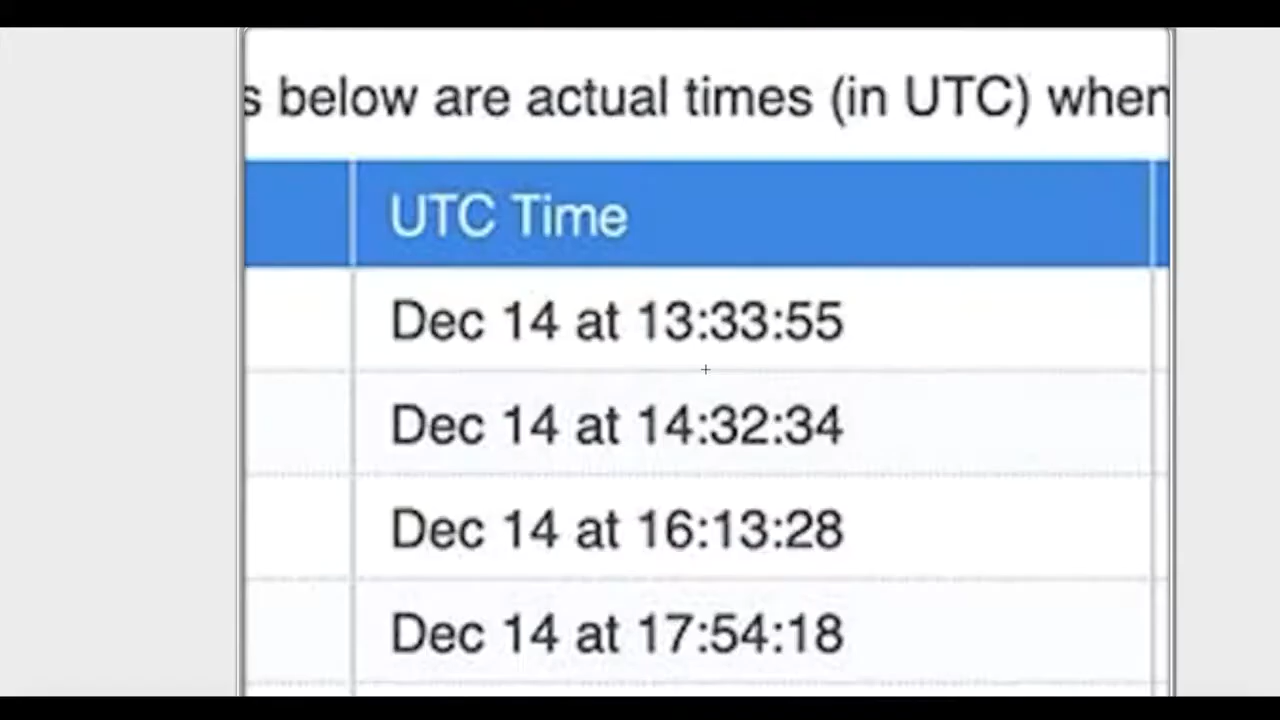 s below are actual times (in UTC) when
UTC Time
Dec 14 at 13:33:55
Dec 14 at 14:32:34
Dec 14 at 16:13:28
Dec 14 at 17:54:18